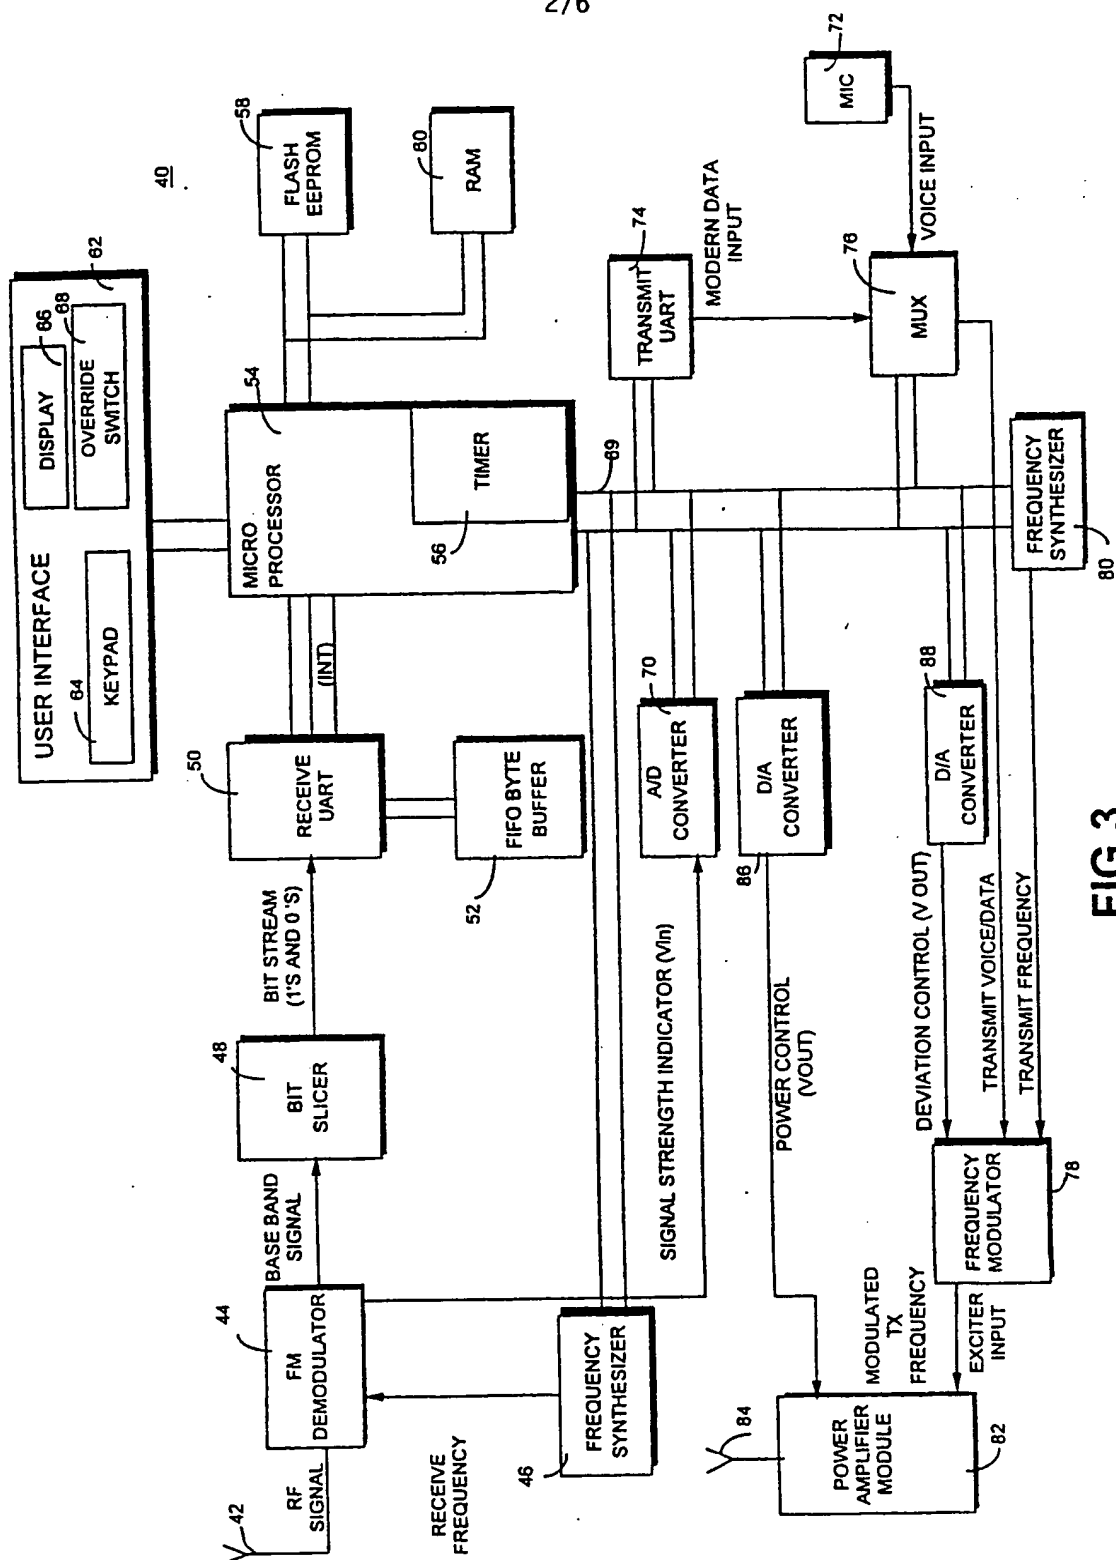 2/6
40
USER INTERFACE
62
64
KEYPAD
DISPLAY
66
OVERRIDE
SWITCH
68
42
RF
SIGNAL
44
FM
DEMODULATOR
BASE BAND
SIGNAL
48
BIT
SLICER
BIT STREAM
(1'S AND 0'S)
50
RECEIVE
UART
(INT)
MICRO
PROCESSOR
54
TIMER
56
58
FLASH
EEPROM
80
RAM
52
FIFO BYTE
BUFFER
RECEIVE
FREQUENCY
46
FREQUENCY
SYNTHESIZER
69
SIGNAL STRENGTH INDICATOR (VIn)
A/D
CONVERTER
70
TRANSMIT
UART
74
MODERN DATA
INPUT
POWER CONTROL
(VOUT)
86
D/A
CONVERTER
72
MIC
VOICE INPUT
76
MUX
84
POWER
AMPLIFIER
MODULE
82
MODULATED
TX
FREQUENCY
EXCITER
INPUT
FREQUENCY
MODULATOR
78
DEVIATION CONTROL (V OUT)
D/A
CONVERTER
88
TRANSMIT VOICE/DATA
TRANSMIT FREQUENCY
FREQUENCY
SYNTHESIZER
80
FIG 3